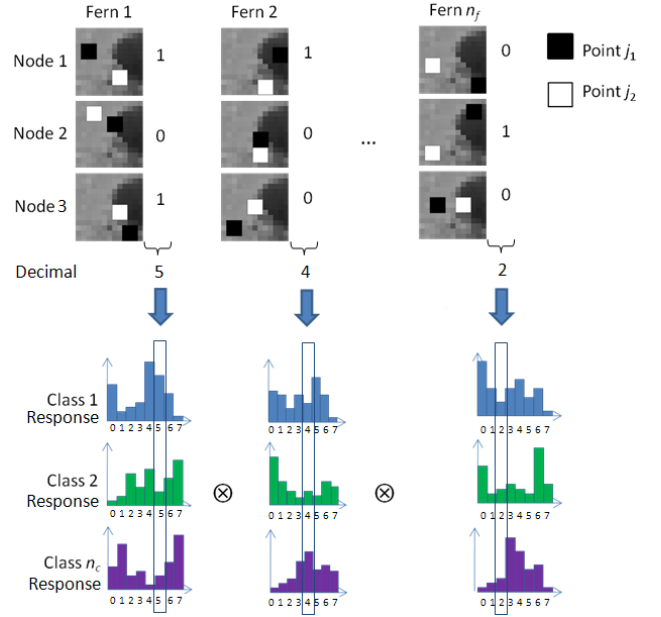 Fern 1 Fern 2 Fern n_f
Node 1 1 1 0 Point j_1
Point j_2
Node 2 0 0 ... 1
Node 3 1 0 0
Decimal 5 4 2
Class 1
Response
0 1 2 3 4 5 6 7 0 1 2 3 4 5 6 7 0 1 2 3 4 5 6 7
Class 2
Response
⊗ ⊗
0 1 2 3 4 5 6 7 0 1 2 3 4 5 6 7 0 1 2 3 4 5 6 7
Class n_c
Response
0 1 2 3 4 5 6 7 0 1 2 3 4 5 6 7 0 1 2 3 4 5 6 7